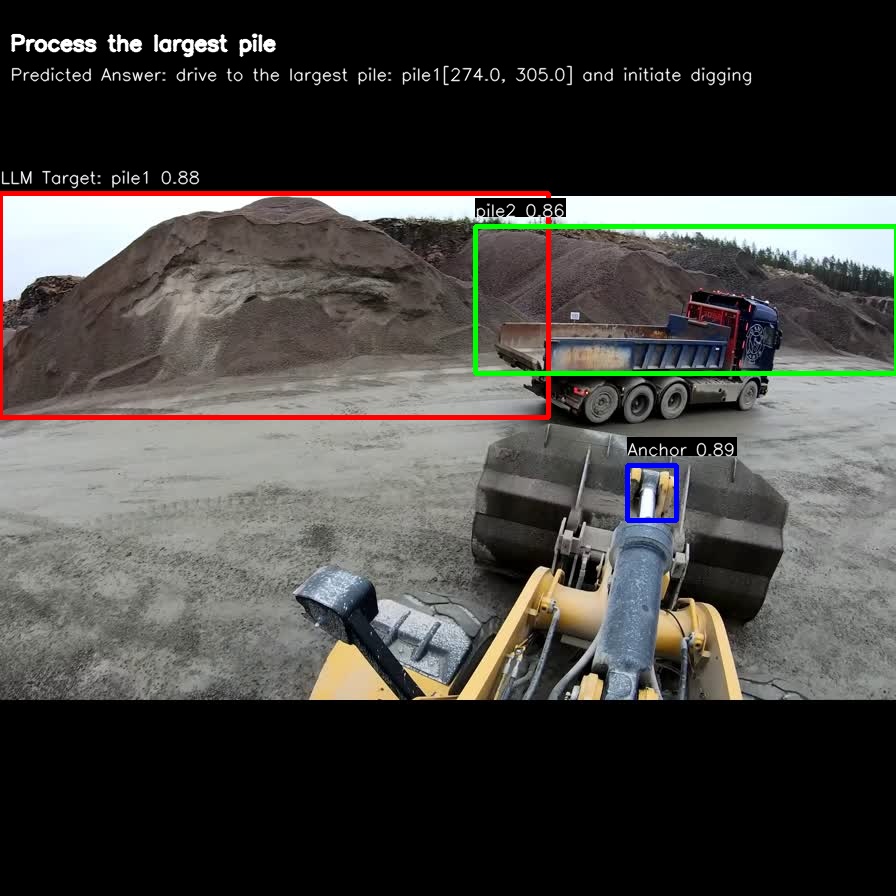 Process the largest pile
Predicted Answer: drive to the largest pile: pile1[274.0, 305.0] and initiate digging
LLM Target: pile1 0.88
pile2 0.86
Anchor 0.89